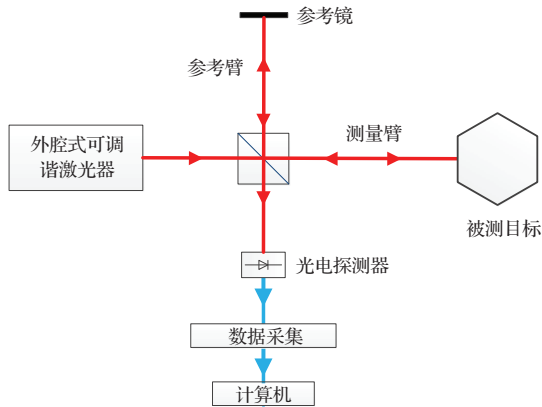 参考镜
参考臂
测量臂
外腔式可调
谐激光器
被测目标
光电探测器
数据采集
计算机